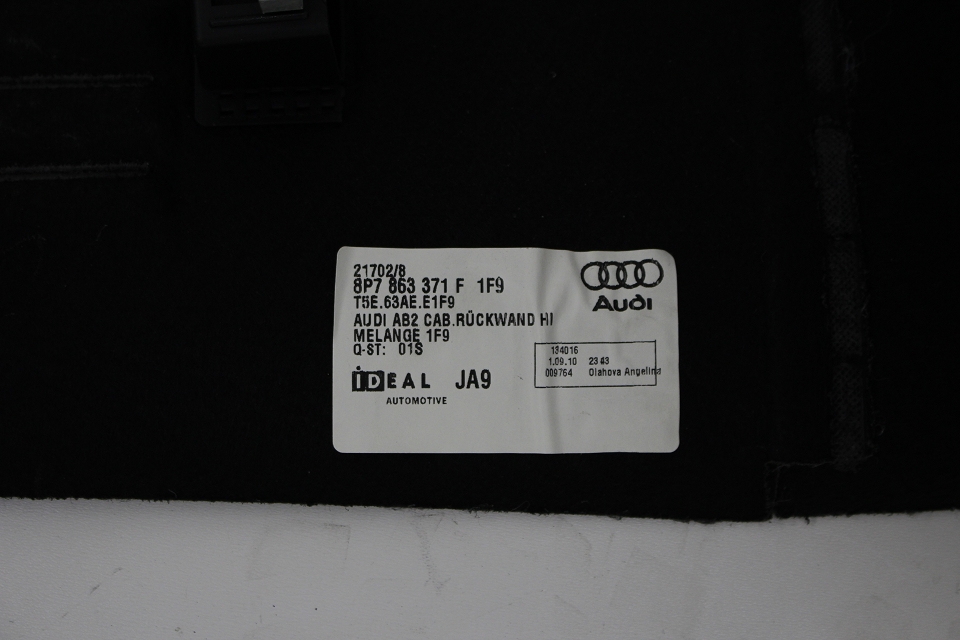 21702/8
8P7 863 371 F 1F9
T5E.63AE.E1F9
AUDI AB2 CAB.RÜCKWAND HI
MELANGE 1F9
Q-ST: 01S
IDEAL JA9
AUTOMOTIVE
Audi
134016
1.09.10 23:43
009764 Olahova Angelina